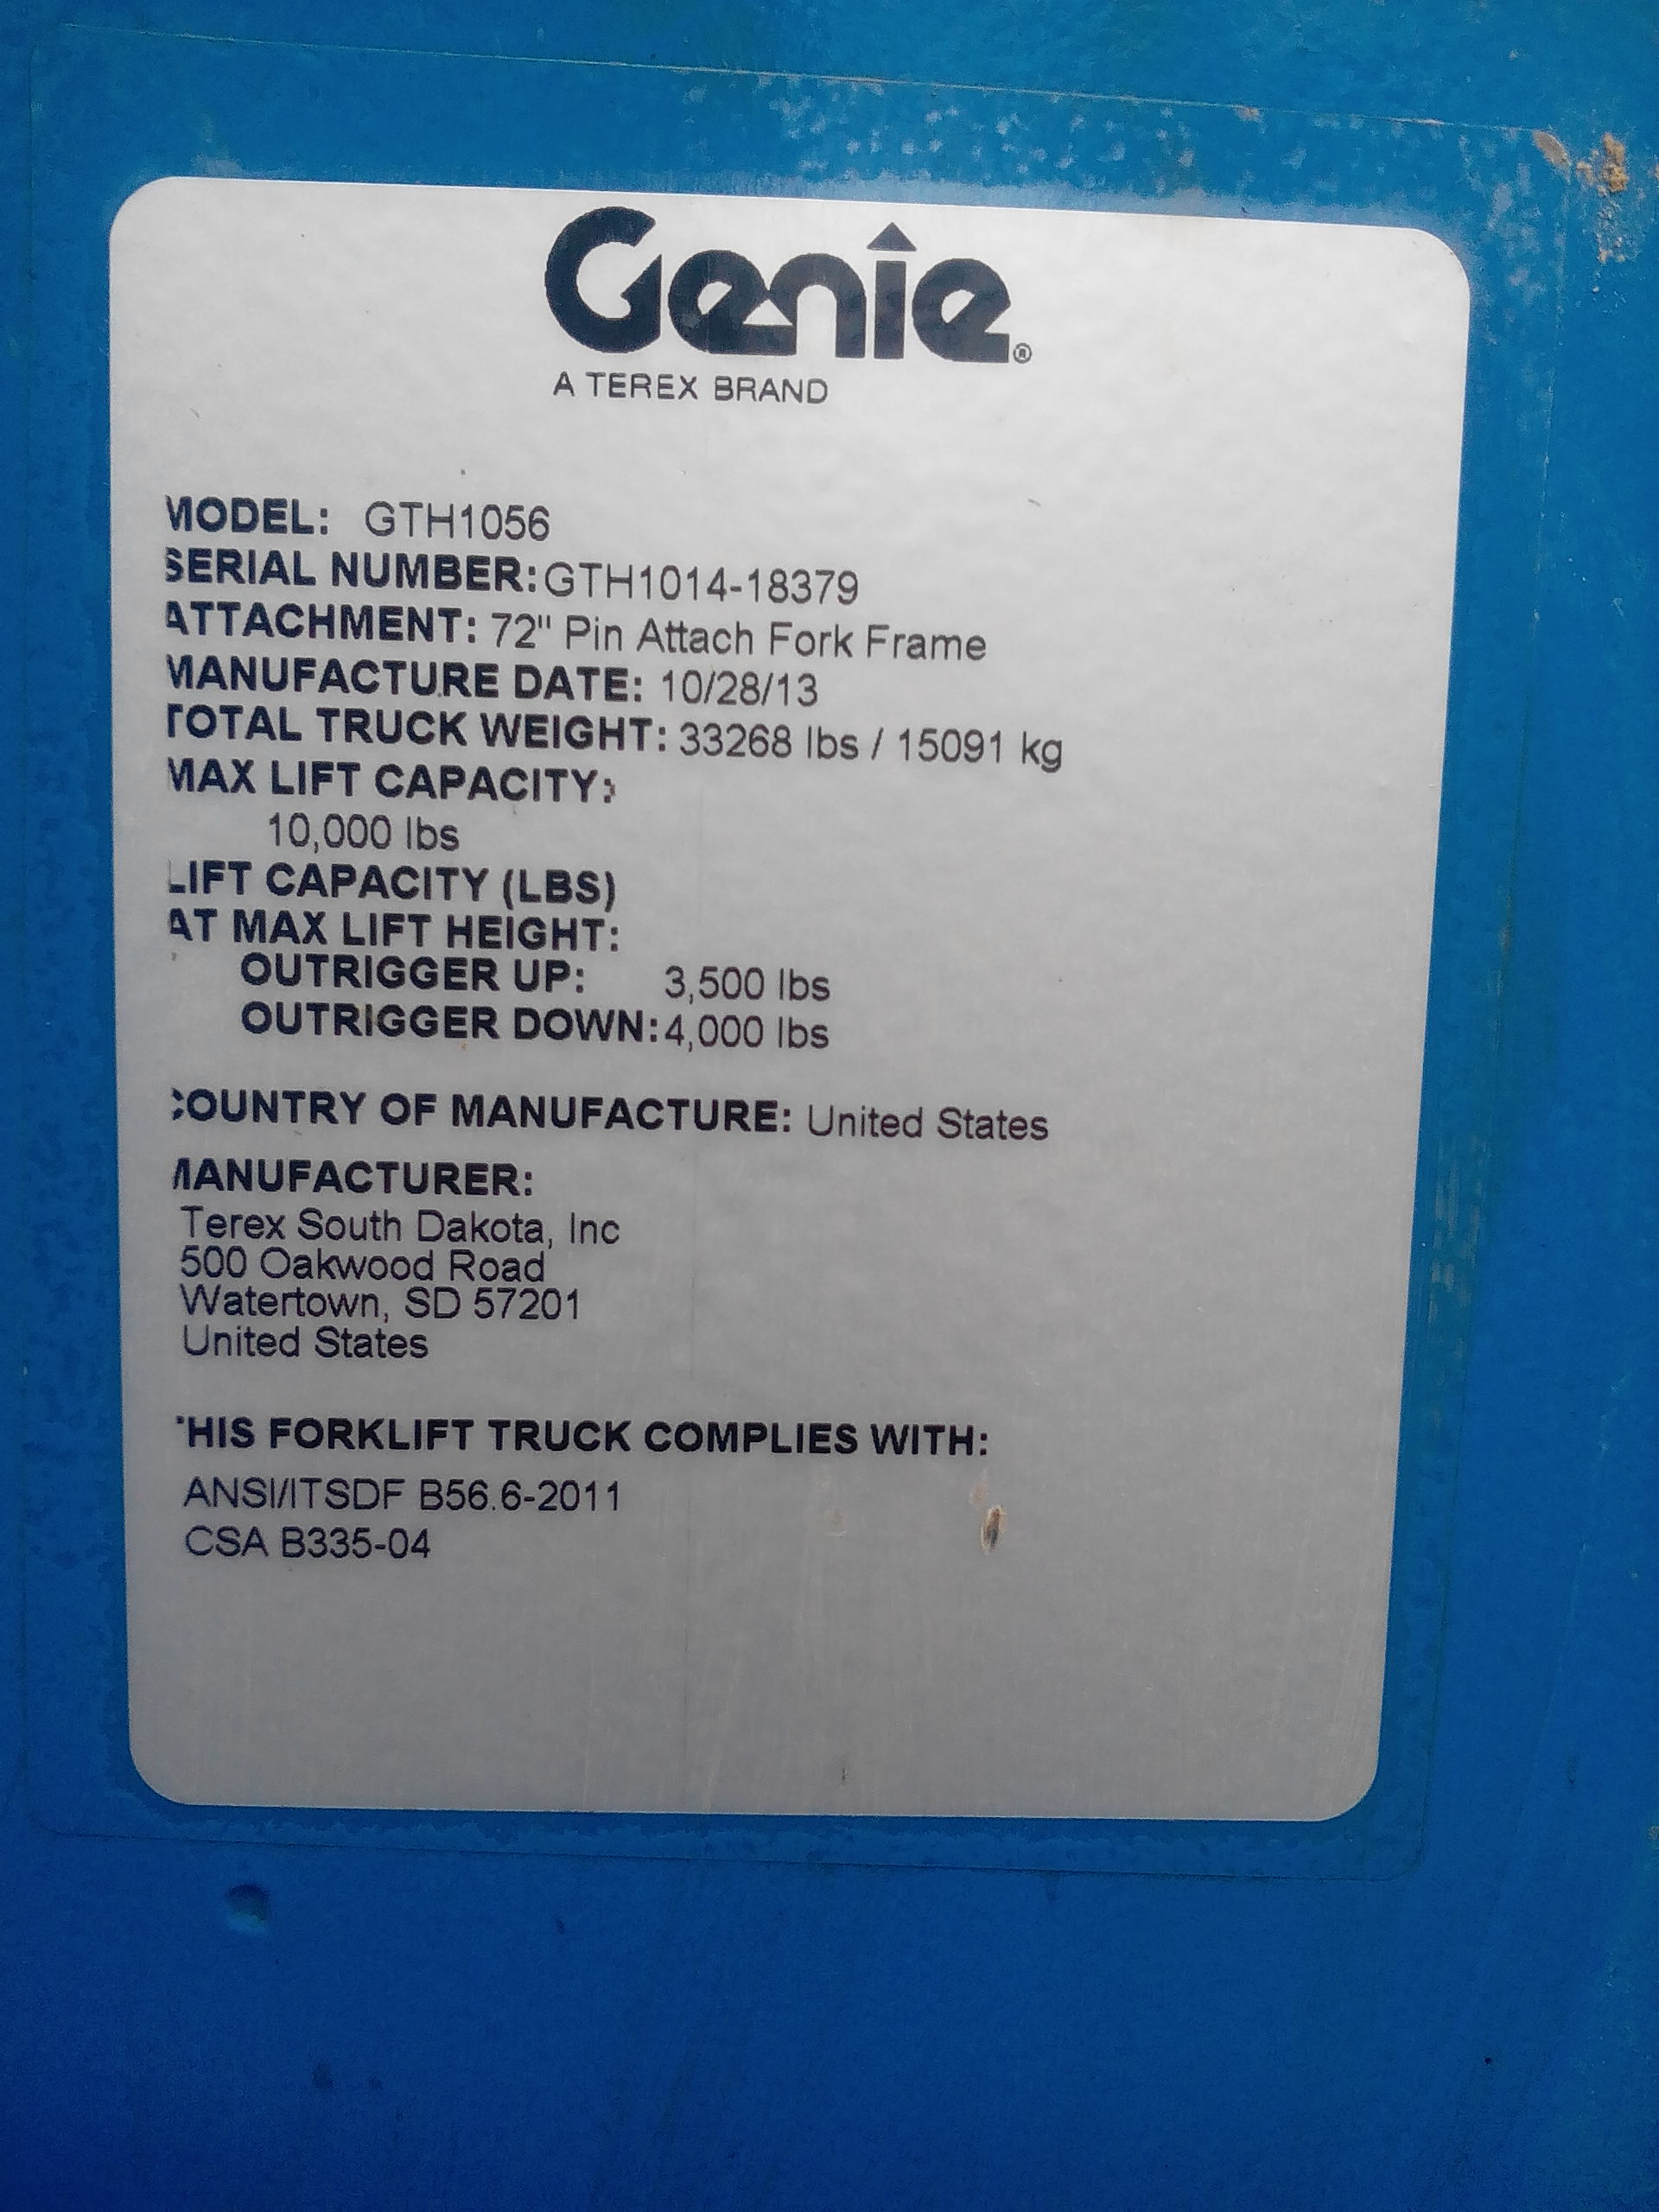 Genie®
A TEREX BRAND
MODEL: GTH1056
SERIAL NUMBER: GTH1014-18379
ATTACHMENT: 72" Pin Attach Fork Frame
MANUFACTURE DATE: 10/28/13
TOTAL TRUCK WEIGHT: 33268 lbs / 15091 kg
MAX LIFT CAPACITY:
10,000 lbs
LIFT CAPACITY (LBS)
AT MAX LIFT HEIGHT:
OUTRIGGER UP: 3,500 lbs
OUTRIGGER DOWN: 4,000 lbs
COUNTRY OF MANUFACTURE: United States
MANUFACTURER:
Terex South Dakota, Inc
500 Oakwood Road
Watertown, SD 57201
United States
THIS FORKLIFT TRUCK COMPLIES WITH:
ANSI/ITSDF B56.6-2011
CSA B335-04